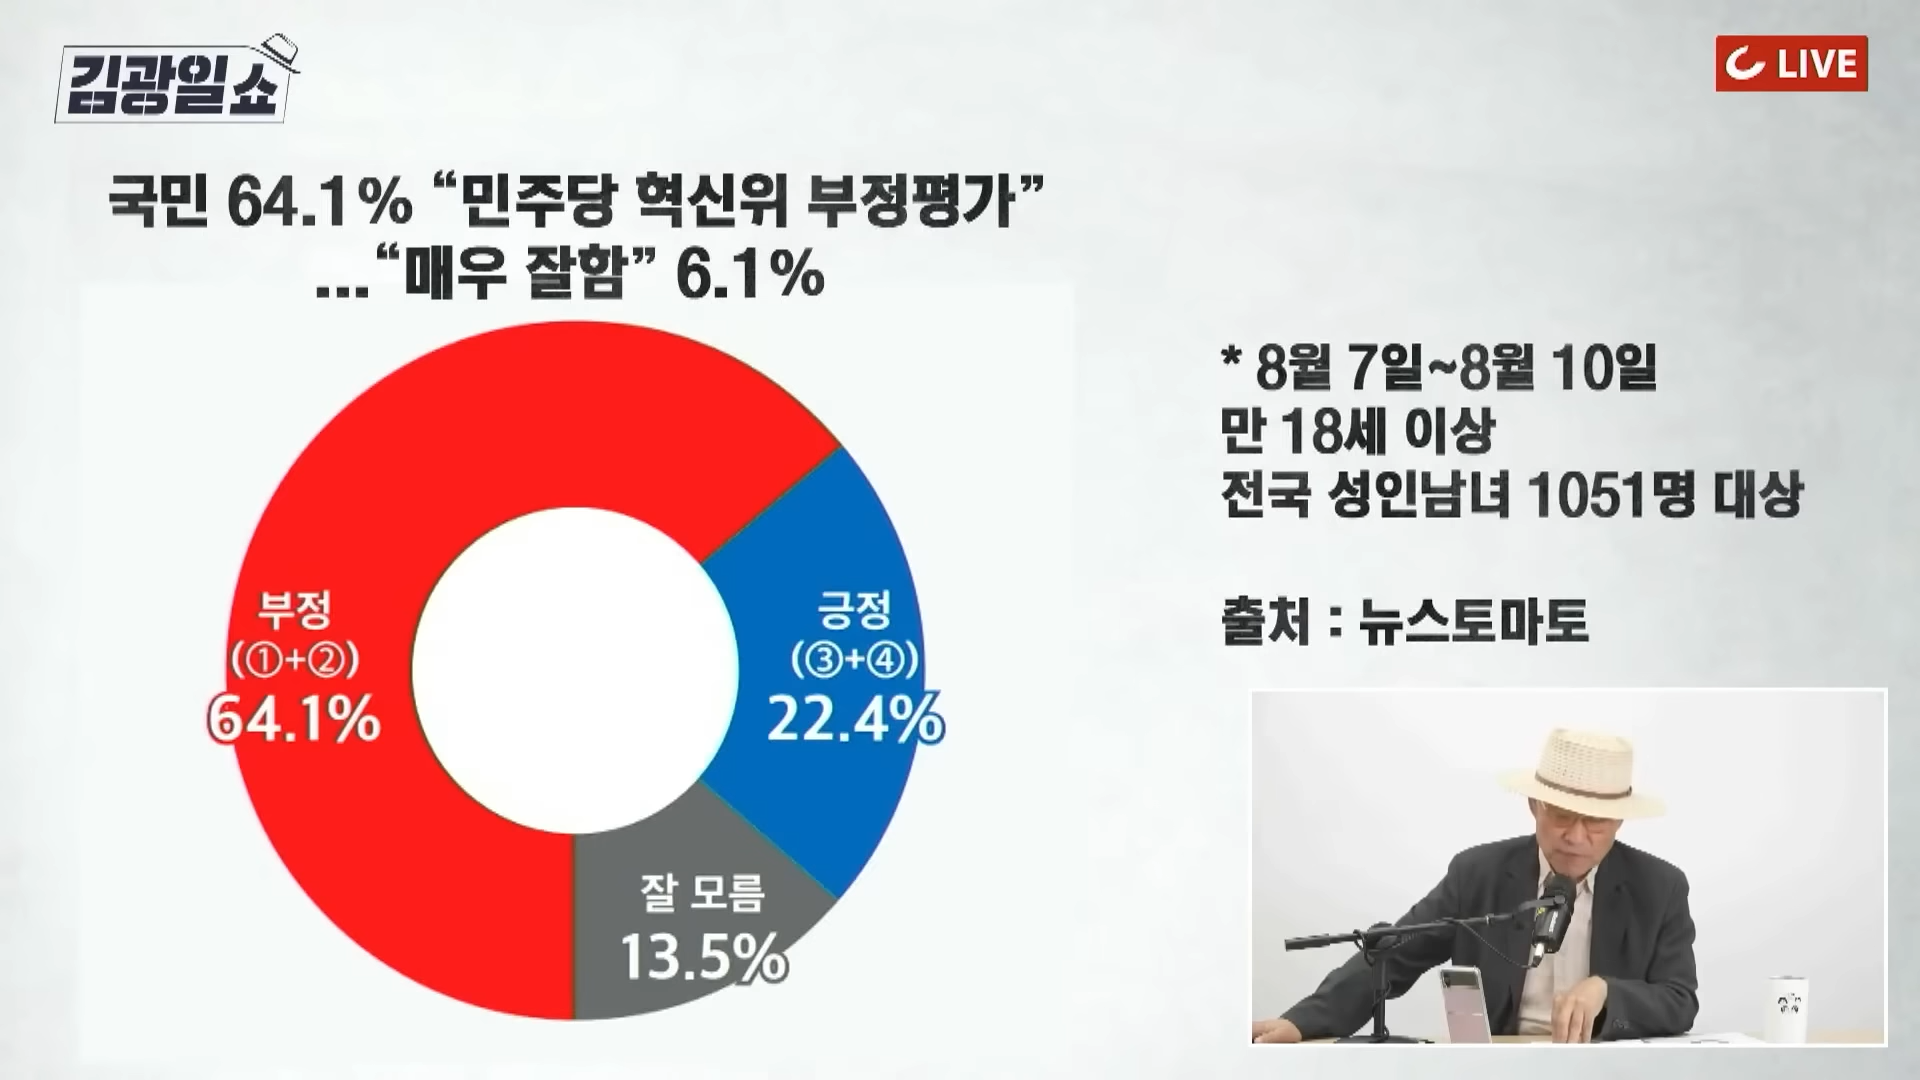 김광일쇼
LIVE
국민 64.1% “민주당 혁신위 부정평가”
...“매우 잘함” 6.1%
* 8월 7일~8월 10일
만 18세 이상
전국 성인남녀 1051명 대상
출처 : 뉴스토마토
부정
(①+②)
64.1%
긍정
(③+④)
22.4%
잘 모름
13.5%